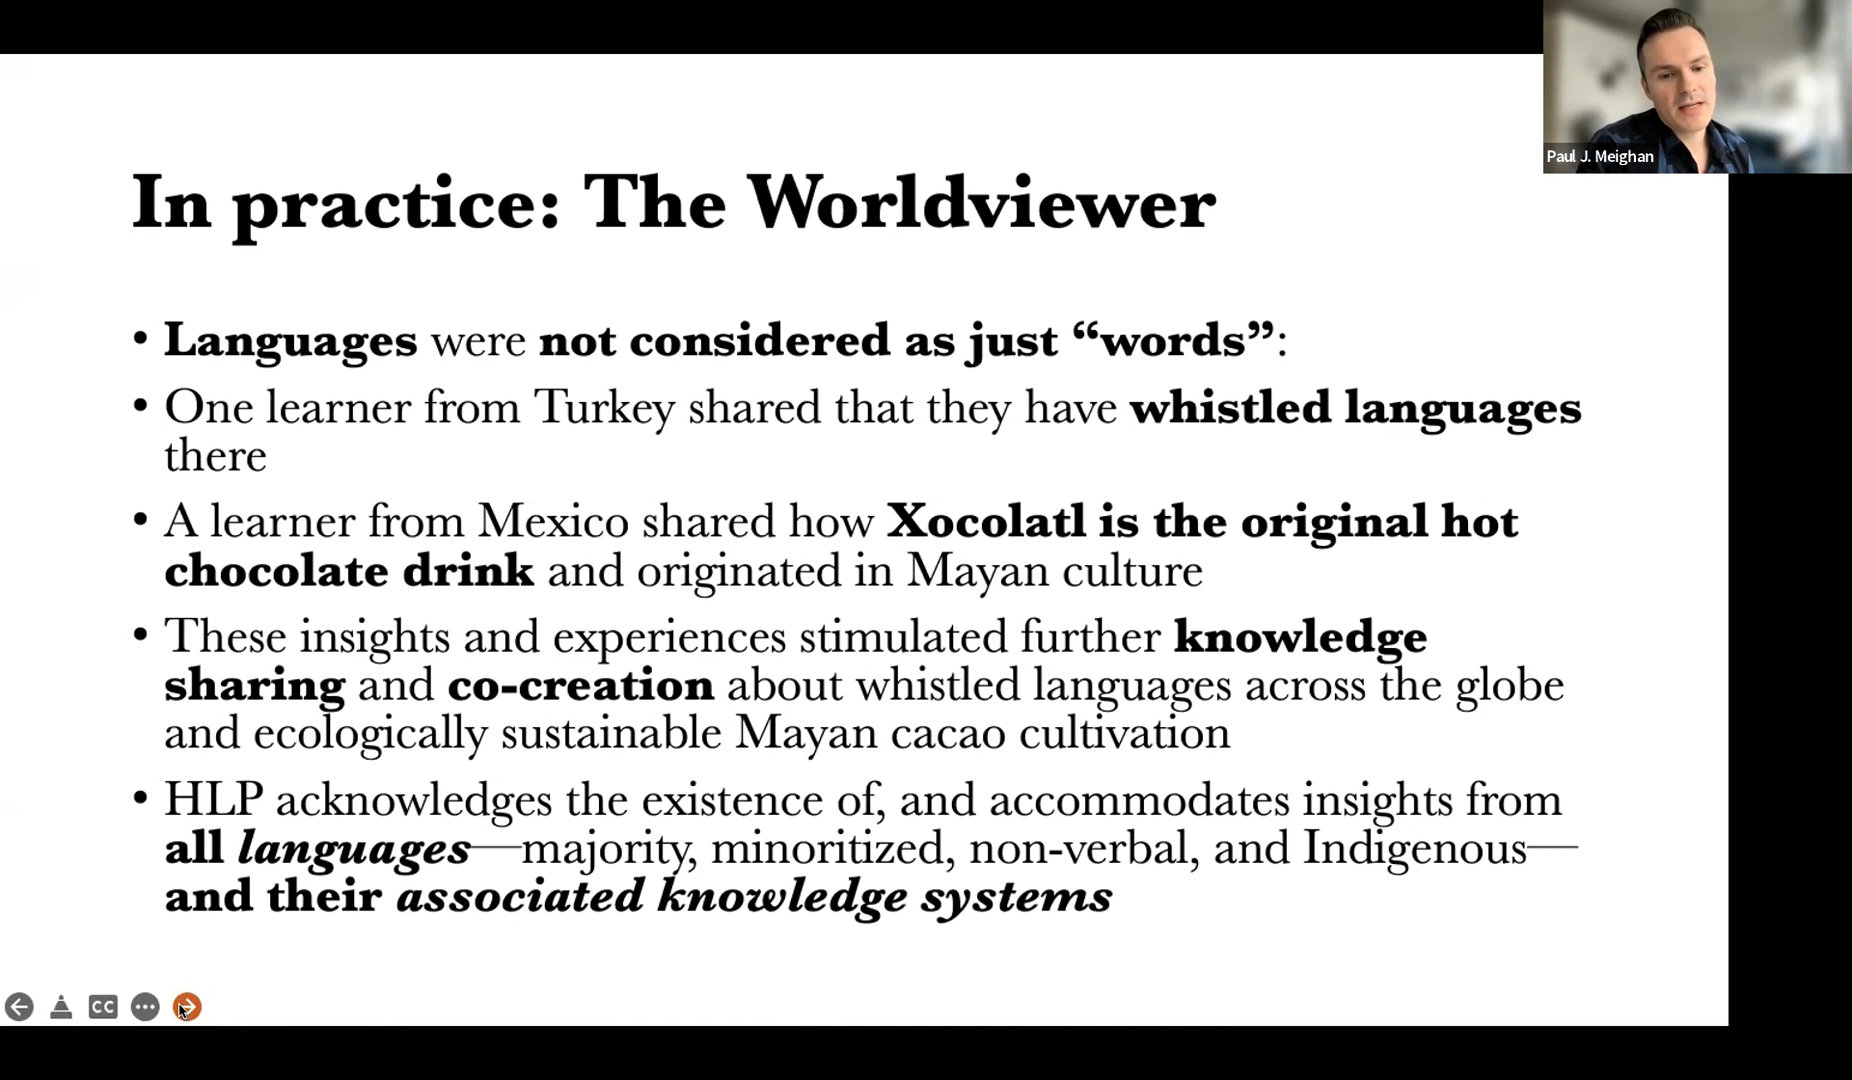 Paul J. Meighan
In practice: The Worldviewer
• Languages were not considered as just “words”:
• One learner from Turkey shared that they have whistled languages
there
• A learner from Mexico shared how Xocolatl is the original hot
chocolate drink and originated in Mayan culture
• These insights and experiences stimulated further knowledge
sharing and co-creation about whistled languages across the globe
and ecologically sustainable Mayan cacao cultivation
• HLP acknowledges the existence of, and accommodates insights from
all languages—majority, minoritized, non-verbal, and Indigenous—
and their associated knowledge systems
CC